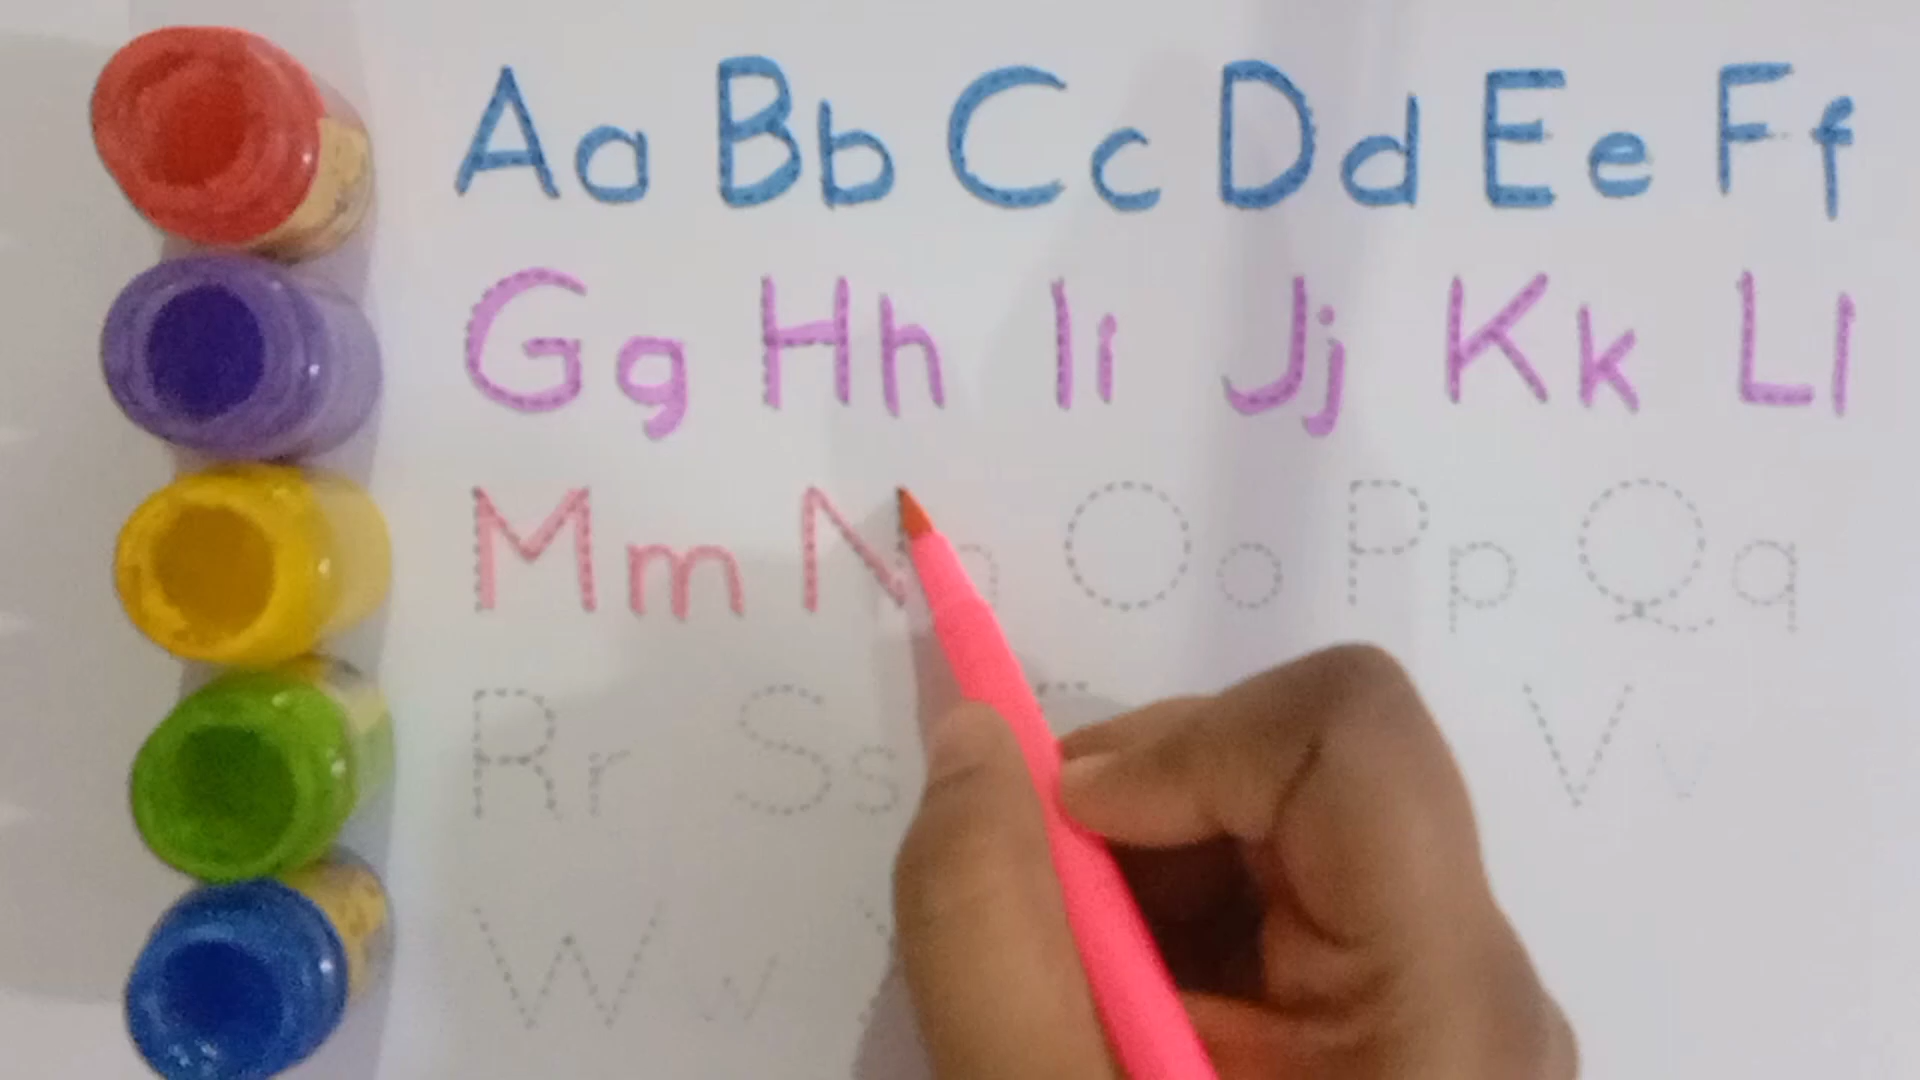 Aa Bb Cc Dd Ee Ff
Gg Hh Ii Jj Kk Ll
Mm Nn Oo Pp Qq
Rr Ss Vv
Ww